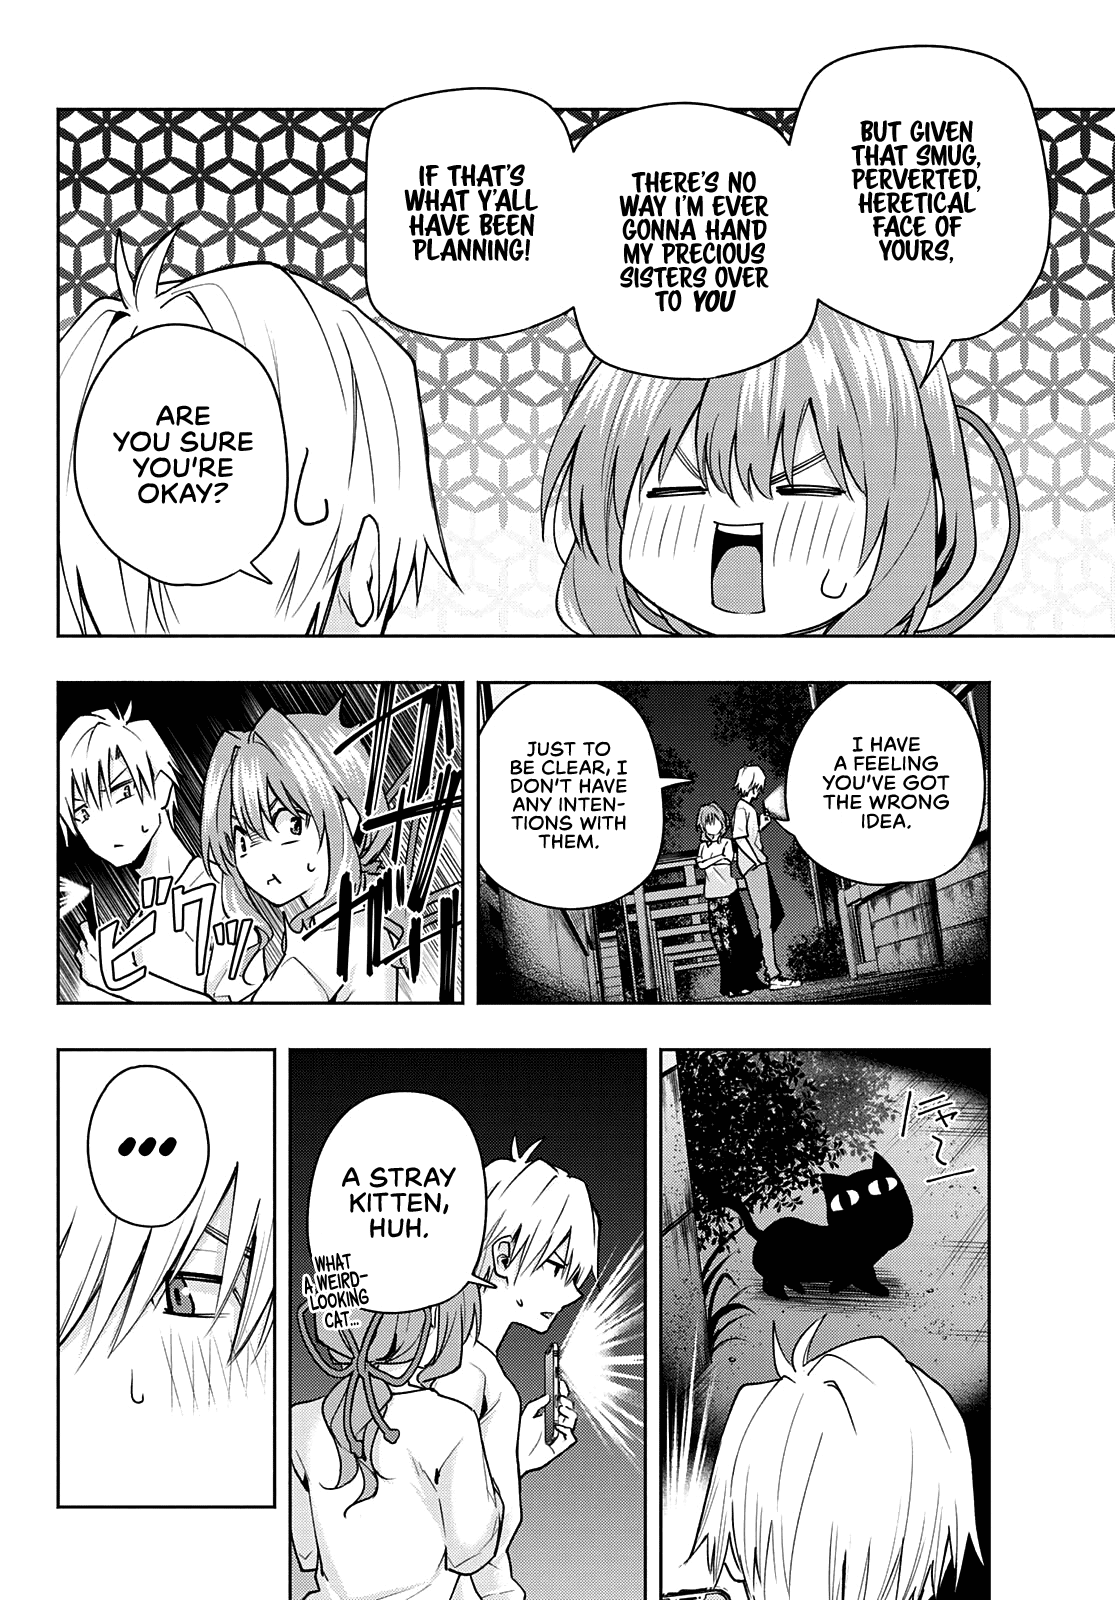 BUT GIVEN
THAT SMUG,
PERVERTED,
HERETICAL
FACE OF
YOURS,
THERE'S NO
WAY I'M EVER
GONNA HAND
MY PRECIOUS
SISTERS OVER
TO YOU
IF THAT'S
WHAT Y'ALL
HAVE BEEN
PLANNING!
ARE
YOU SURE
YOU'RE
OKAY?
I HAVE
A FEELING
YOU'VE GOT
THE WRONG
IDEA.
JUST TO
BE CLEAR, I
DON'T HAVE
ANY INTEN-
TIONS WITH
THEM.
ビクッ
ニャ～
A STRAY
KITTEN,
HUH.
WHAT
A WEIRD-
LOOKING
CAT...
...